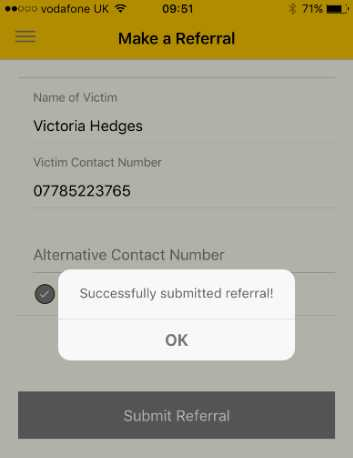 vodafone UK 09:51 71%
Make a Referral
Name of Victim
Victoria Hedges
Victim Contact Number
07785223765
Alternative Contact Number
Successfully submitted referral!
OK
Submit Referral